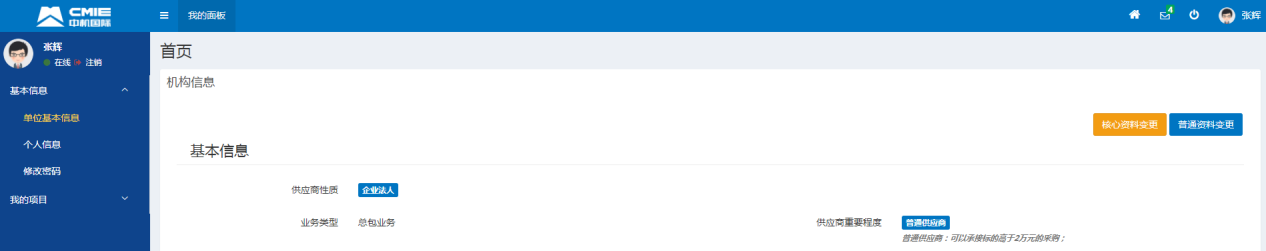 CMIE
中机国际
我的面板
4
张辉
张辉
在线 注销
首页
基本信息
单位基本信息
个人信息
修改密码
我的项目
机构信息
核心资料变更 普通资料变更
基本信息
供应商性质 企业法人
业务类型 总包业务 供应商重要程度 普通供应商
普通供应商：可以承接标的高于2万元的采购；